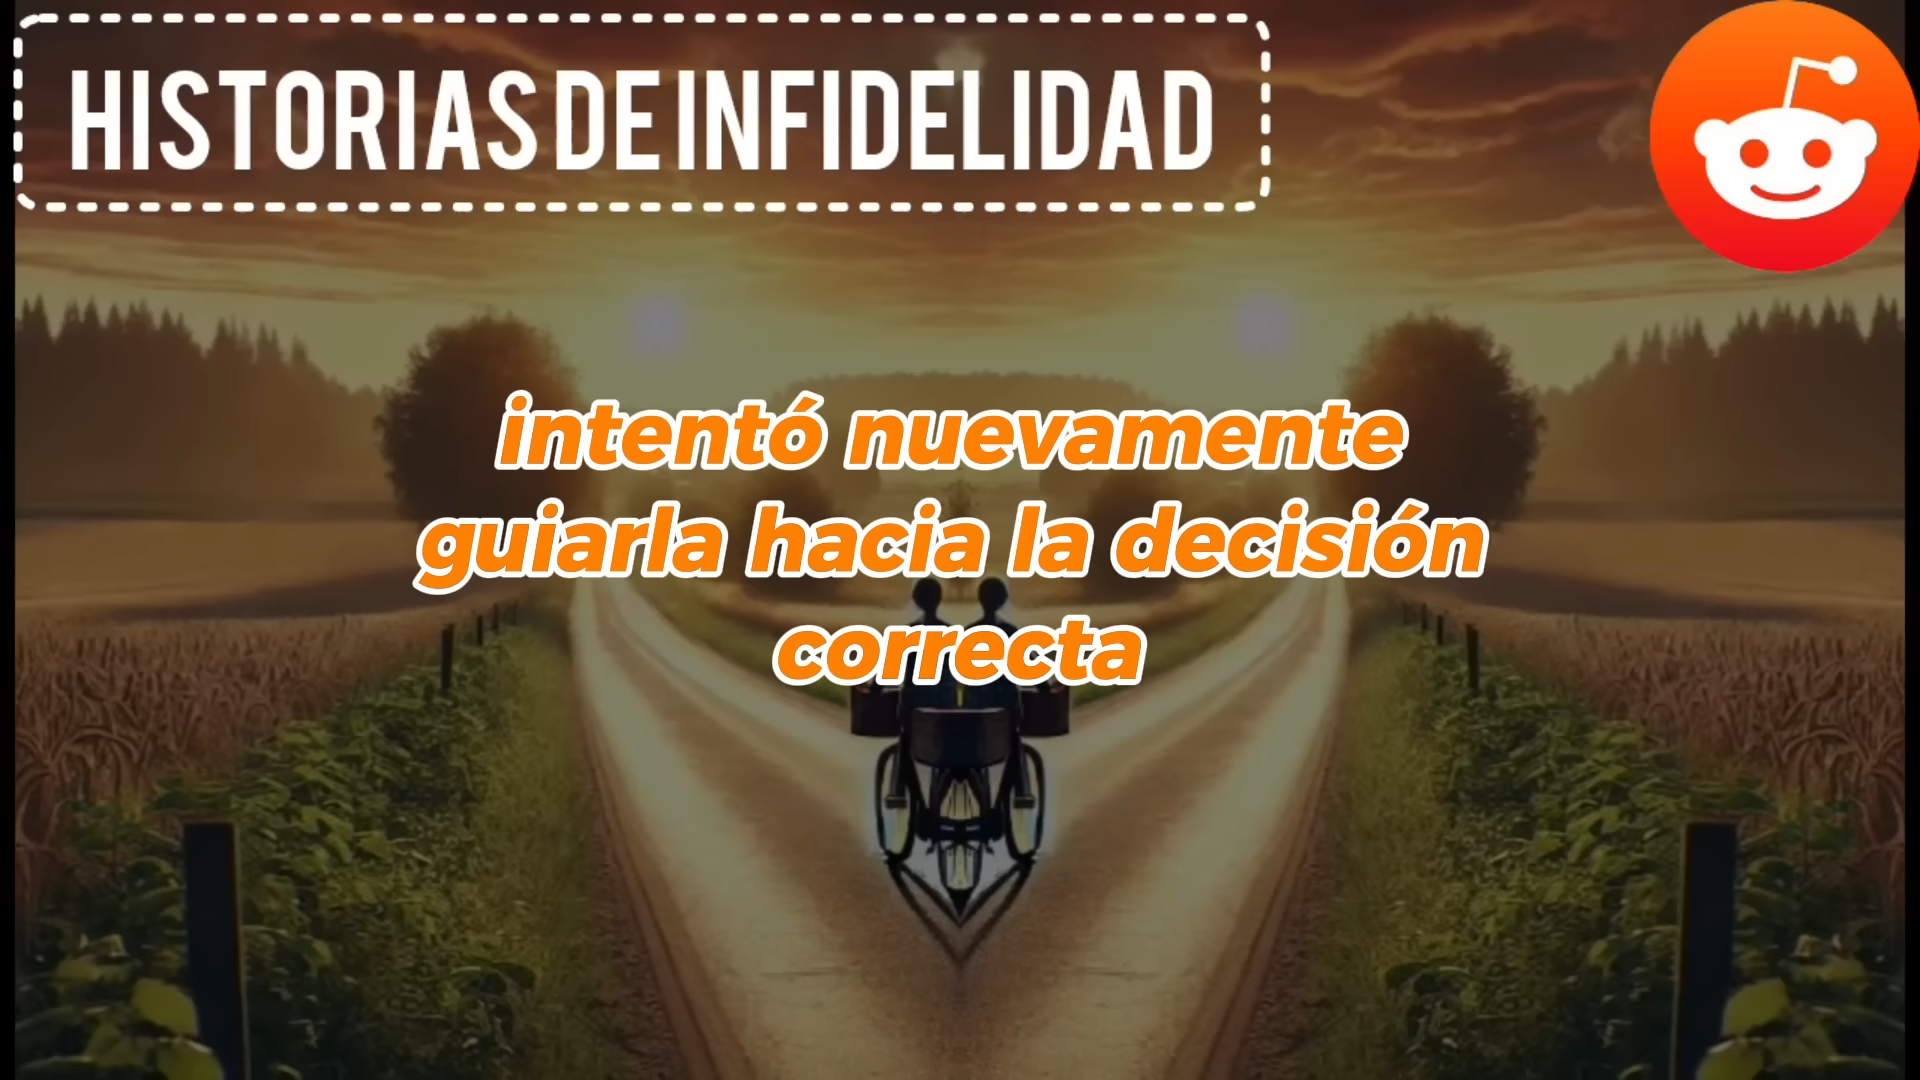 HISTORIAS DE INFIDELIDAD
intentó nuevamente
guiarla hacia la decisión
correcta